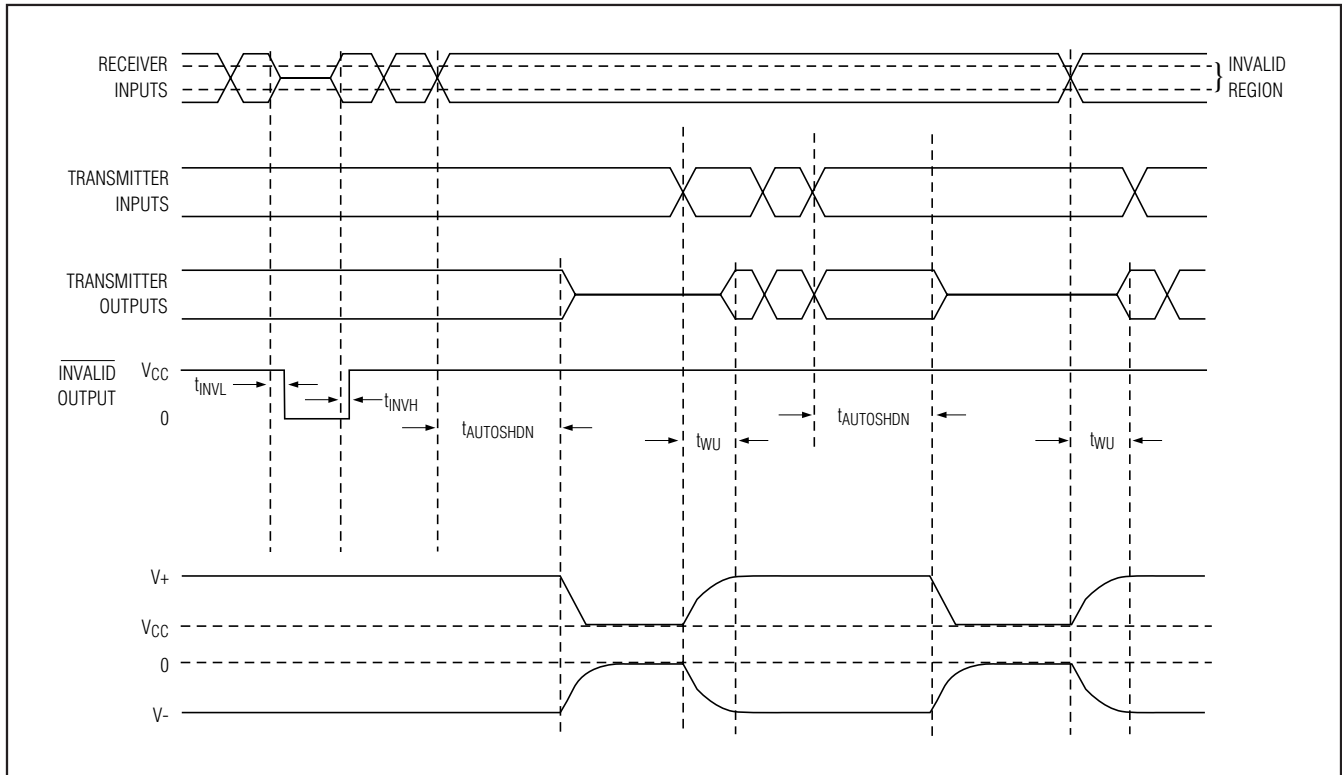 RECEIVER
INPUTS
INVALID
REGION
TRANSMITTER
INPUTS
TRANSMITTER
OUTPUTS
INVALID
OUTPUT
VCC
0
tINVL
tINVH
tAUTOSHDN
tWU
tAUTOSHDN
tWU
V+
VCC
0
V-